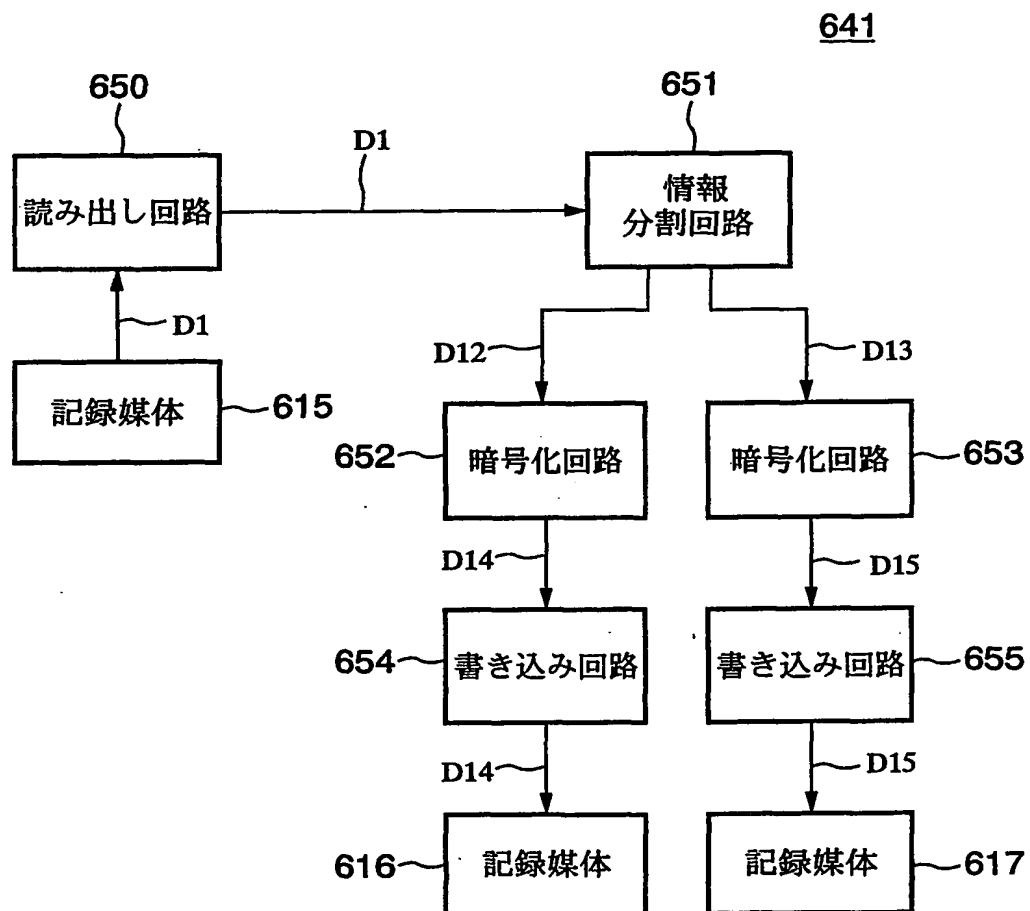 641
650
651
D1
読み出し回路
情報
分割回路
D1
D12
D13
記録媒体
615
652
暗号化回路
暗号化回路
653
D14
D15
654
書き込み回路
書き込み回路
655
D14
D15
616
記録媒体
記録媒体
617